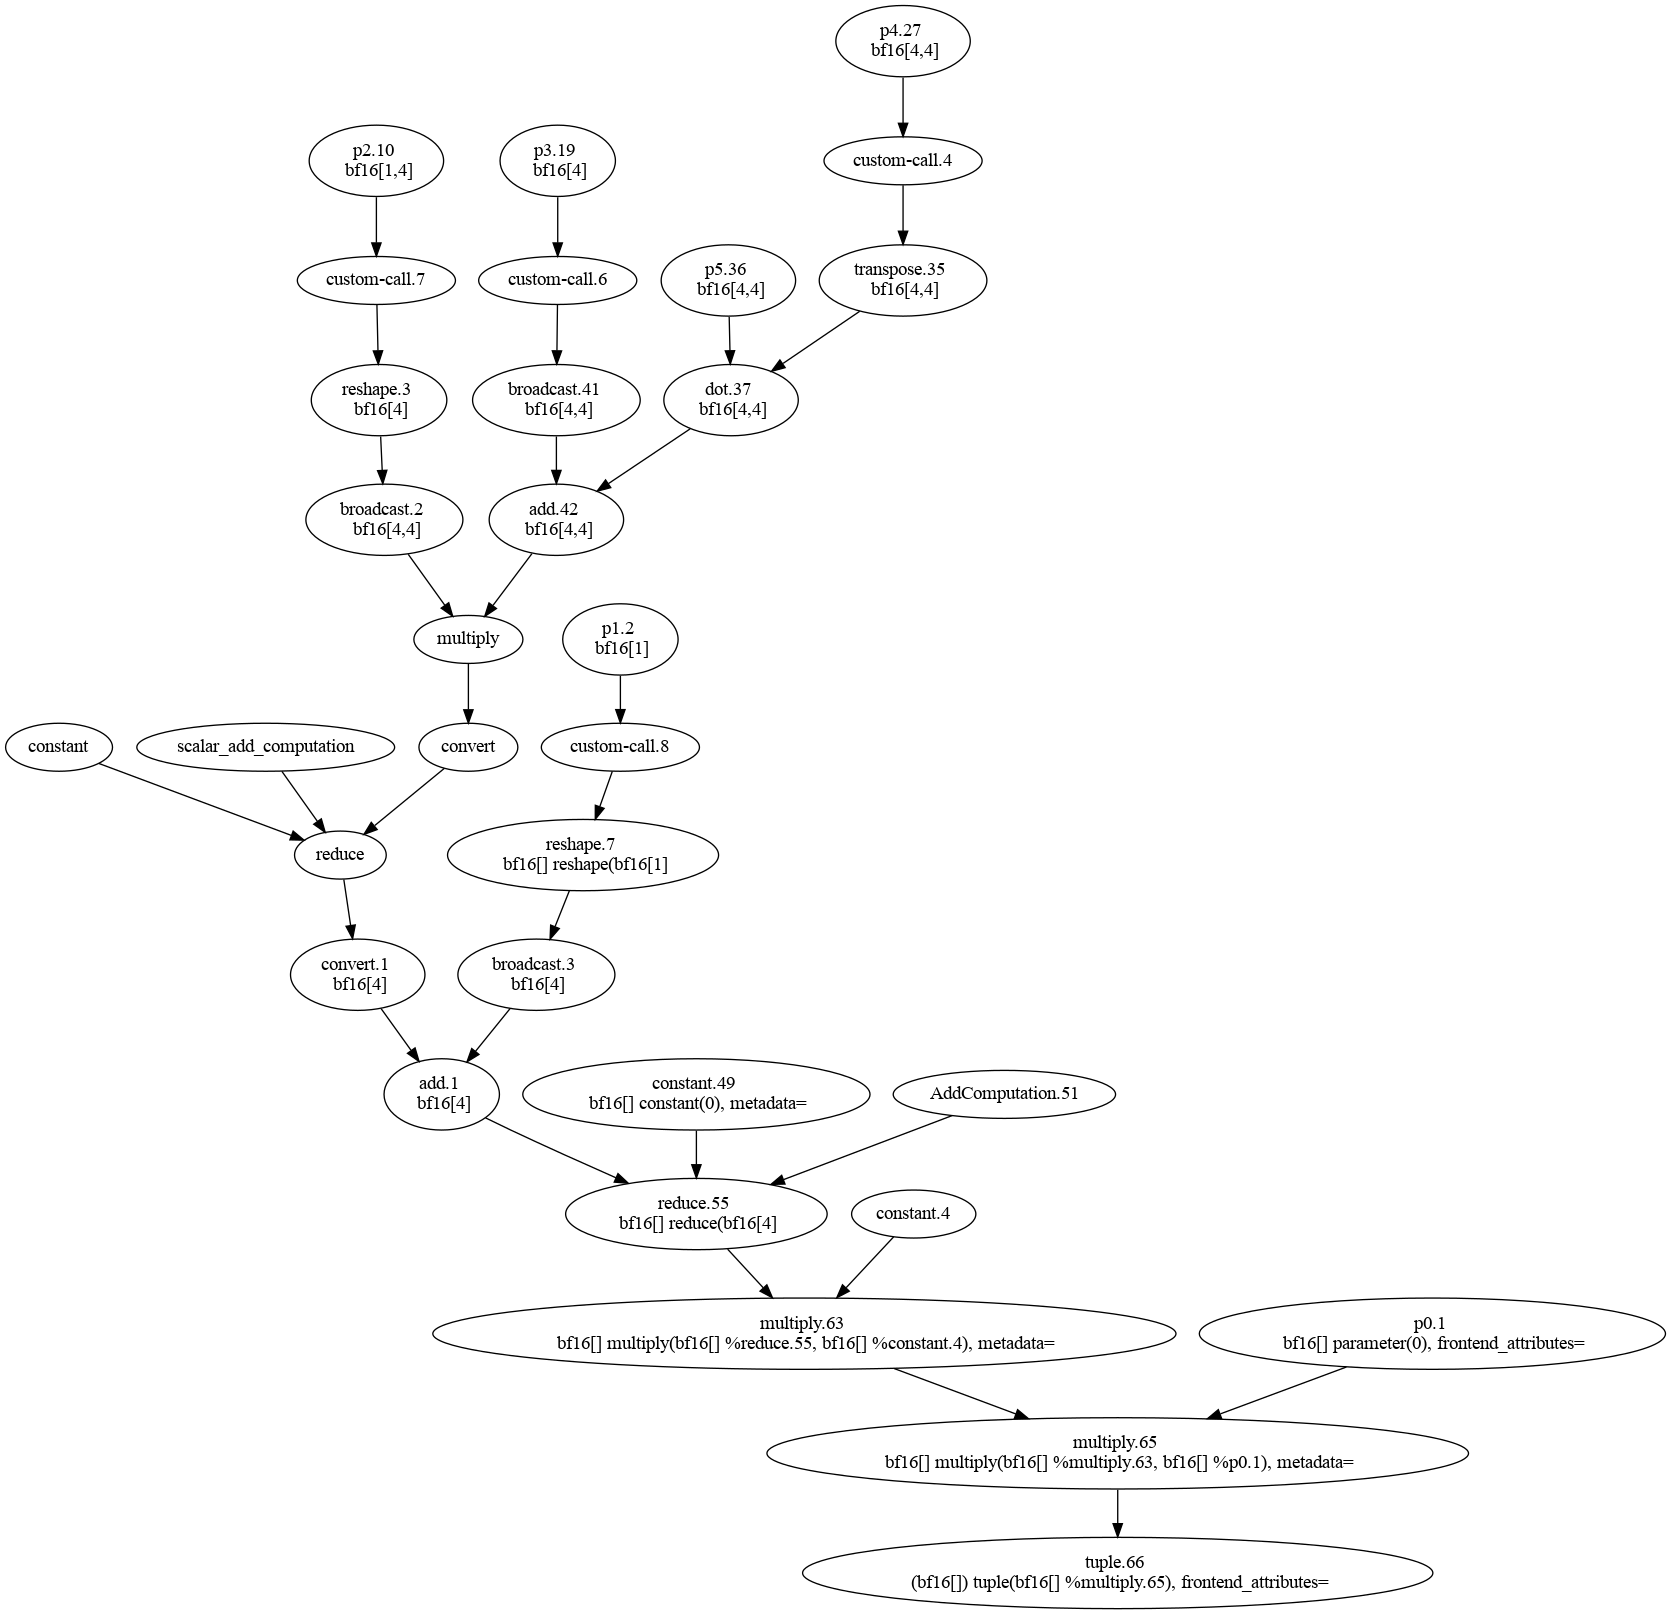 p4.27
bf16[4,4]
p2.10
bf16[1,4]
p3.19
bf16[4]
custom-call.4
custom-call.7
custom-call.6
p5.36
bf16[4,4]
transpose.35
bf16[4,4]
reshape.3
bf16[4]
broadcast.41
bf16[4,4]
dot.37
bf16[4,4]
broadcast.2
bf16[4,4]
add.42
bf16[4,4]
multiply
p1.2
bf16[1]
constant
scalar_add_computation
convert
custom-call.8
reduce
reshape.7
bf16[] reshape(bf16[1]
convert.1
bf16[4]
broadcast.3
bf16[4]
add.1
bf16[4]
constant.49
bf16[] constant(0), metadata=
AddComputation.51
reduce.55
bf16[] reduce(bf16[4]
constant.4
multiply.63
bf16[] multiply(bf16[] %reduce.55, bf16[] %constant.4), metadata=
p0.1
bf16[] parameter(0), frontend_attributes=
multiply.65
bf16[] multiply(bf16[] %multiply.63, bf16[] %p0.1), metadata=
tuple.66
(bf16[]) tuple(bf16[] %multiply.65), frontend_attributes=